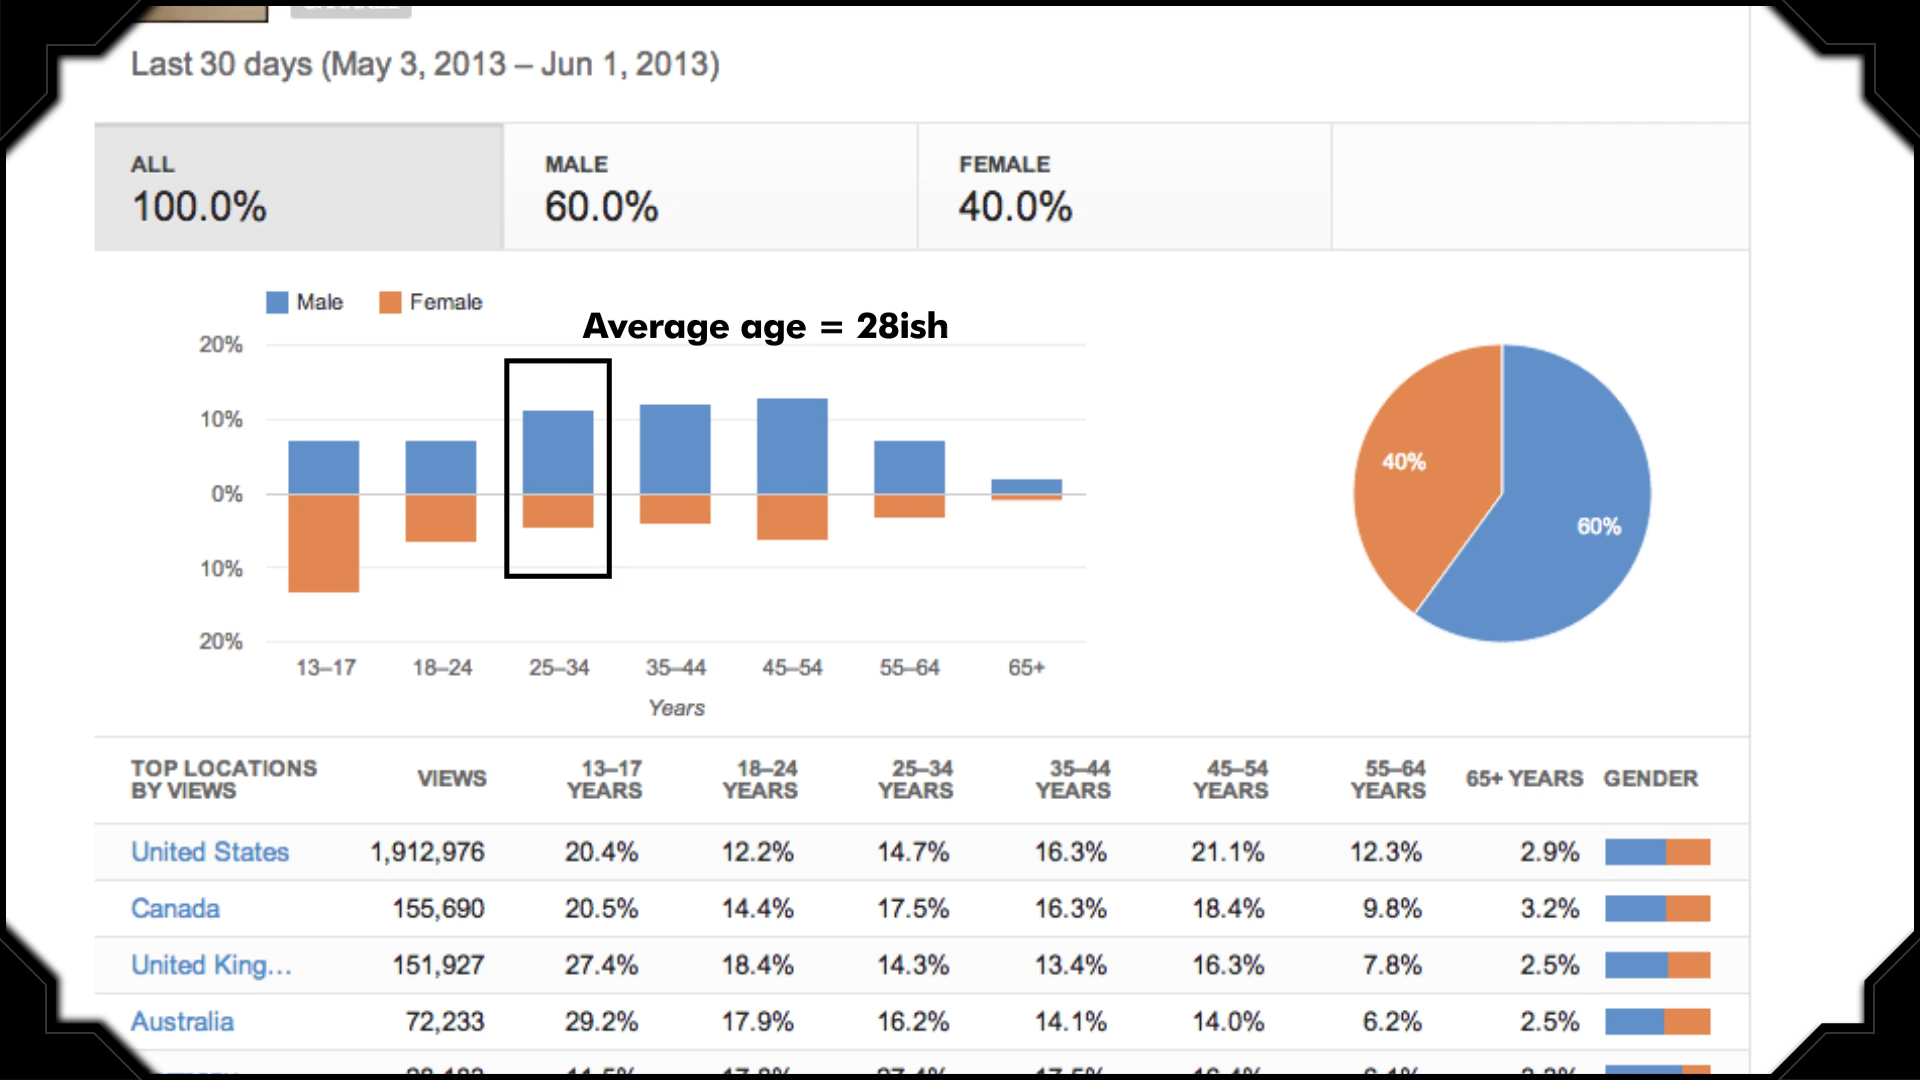 Last 30 days (May 3, 2013 – Jun 1, 2013)
ALL
100.0%
MALE
60.0%
FEMALE
40.0%
Male Female
Average age = 28ish
20%
10%
0%
10%
20%
13–17 18–24 25–34 35–44 45–54 55–64 65+
Years
40%
60%
TOP LOCATIONS BY VIEWS VIEWS 13–17 YEARS 18–24 YEARS 25–34 YEARS 35–44 YEARS 45–54 YEARS 55–64 YEARS 65+ YEARS GENDER
United States 1,912,976 20.4% 12.2% 14.7% 16.3% 21.1% 12.3% 2.9%
Canada 155,690 20.5% 14.4% 17.5% 16.3% 18.4% 9.8% 3.2%
United King... 151,927 27.4% 18.4% 14.3% 13.4% 16.3% 7.8% 2.5%
Australia 72,233 29.2% 17.9% 16.2% 14.1% 14.0% 6.2% 2.5%